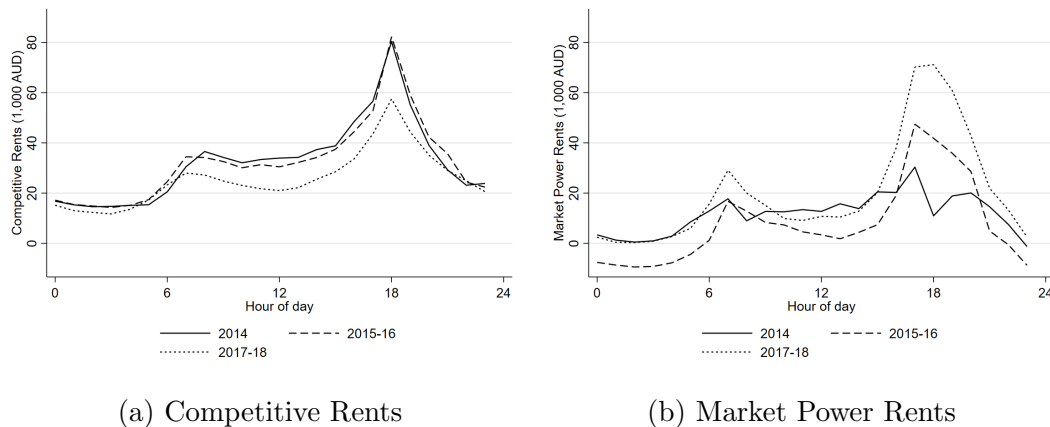 Competitive Rents (1,000 AUD)
80
60
40
20
0
0 6 12 18 24
Hour of day
2014 2015-16
2017-18
(a) Competitive Rents
Market Power Rents (1,000 AUD)
80
60
40
20
0
0 6 12 18 24
Hour of day
2014 2015-16
2017-18
(b) Market Power Rents